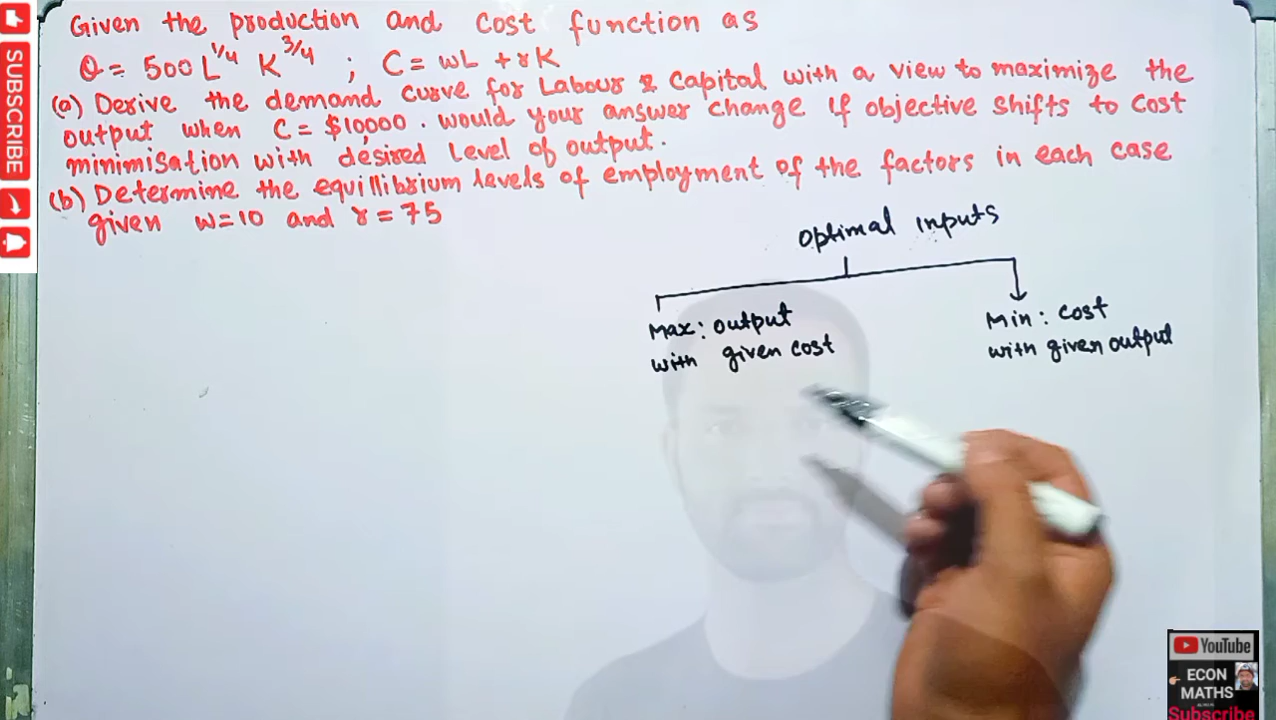 SUBSCRIBE
Given the production and cost function as
Q = 500 L^1/4 K^3/4 ; C = wL + rK
(a) Derive the demand curve for Labour & Capital with a view to maximize the
output when C = $10,000. would your answer change if objective shifts to cost
minimisation with desired level of output.
(b) Determine the equillibrium levels of employment of the factors in each case
given w=10 and r = 75
optimal inputs
Max: output
with given cost
Min: cost
with given output
YouTube
ECON
MATHS
Subscribe